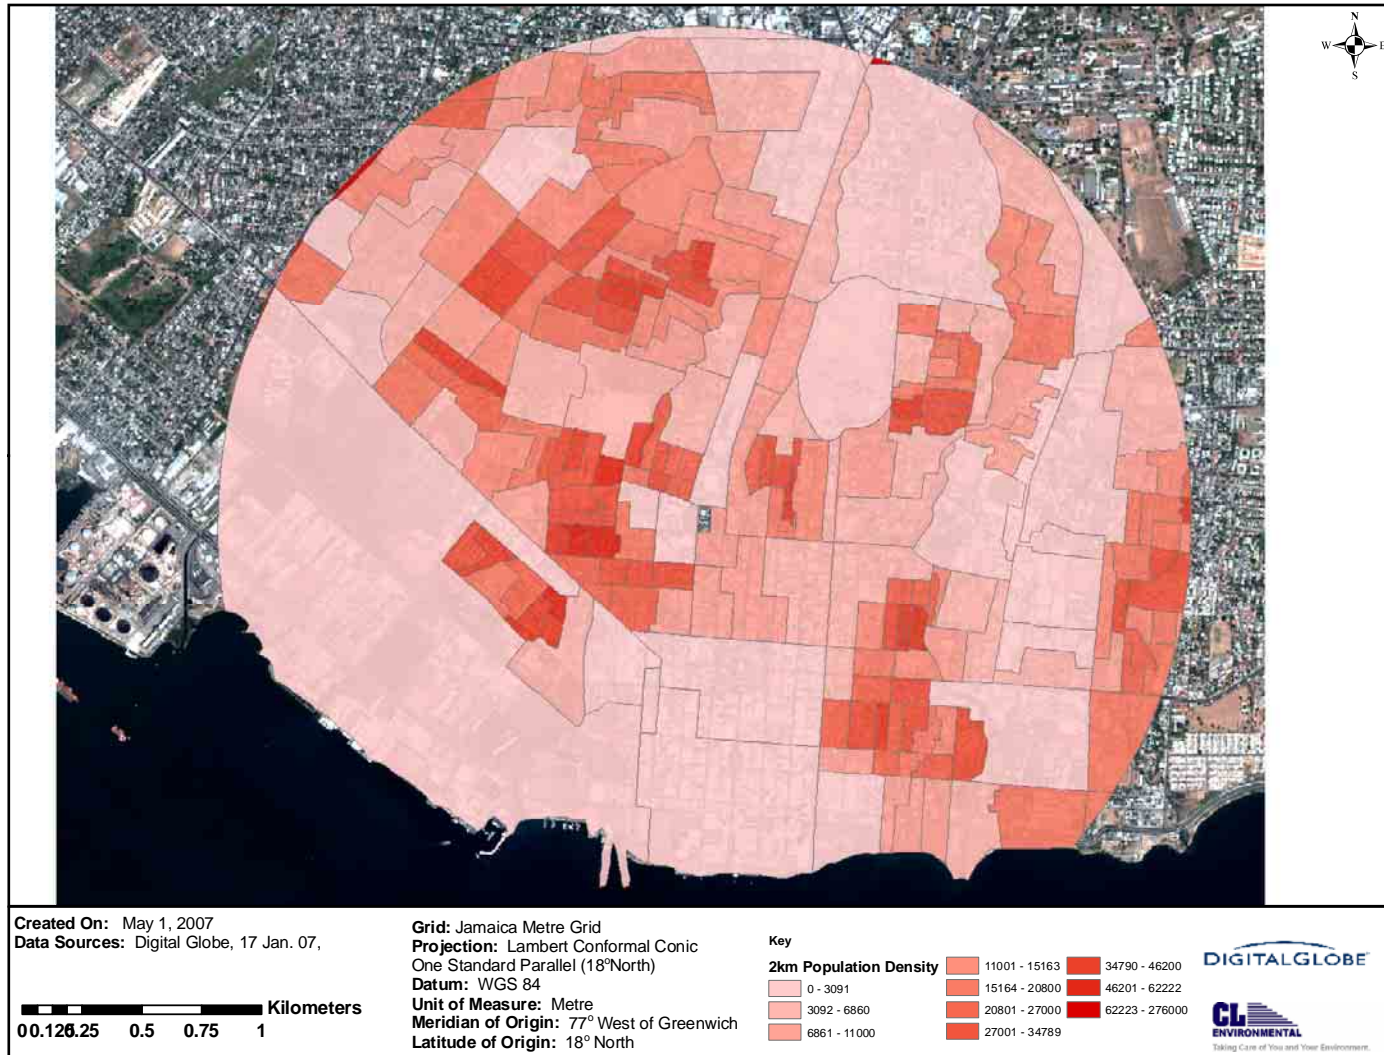 N
W E
S
Created On: May 1, 2007
Data Sources: Digital Globe, 17 Jan. 07,
Kilometers
0 0.125 0.25 0.5 0.75 1
Grid: Jamaica Metre Grid
Projection: Lambert Conformal Conic
One Standard Parallel (18°North)
Datum: WGS 84
Unit of Measure: Metre
Meridian of Origin: 77° West of Greenwich
Latitude of Origin: 18° North
Key
2km Population Density
0 - 3091
3092 - 6860
6861 - 11000
11001 - 15163
15164 - 20800
20801 - 27000
27001 - 34789
34790 - 46200
46201 - 62222
62223 - 276000
DIGITALGLOBE
CL
ENVIRONMENTAL
Taking Care of You and Your Environment.